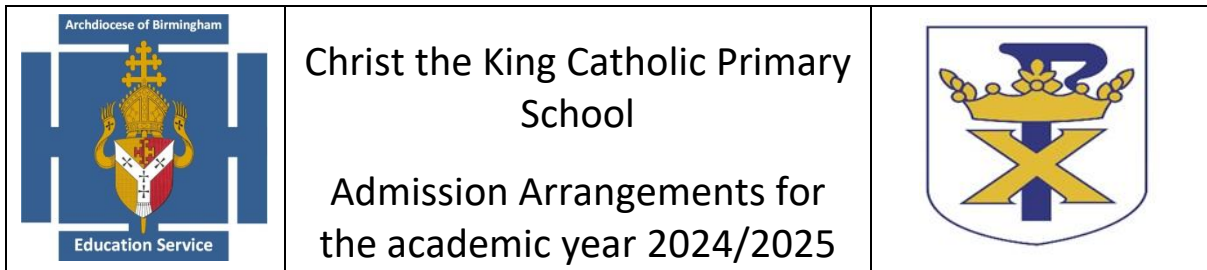 Archdiocese of Birmingham
Education Service
Christ the King Catholic Primary
School
Admission Arrangements for
the academic year 2024/2025